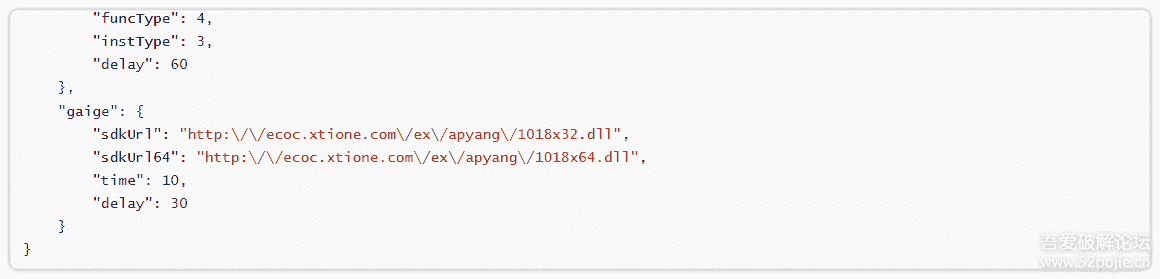 "funcType": 4,
"instType": 3,
"delay": 60
},
"gaige": {
"sdkUrl": "http:\/\/ecoc.xtione.com\/ex\/apyang\/1018x32.dll",
"sdkUrl64": "http:\/\/ecoc.xtione.com\/ex\/apyang\/1018x64.dll",
"time": 10,
"delay": 30
}
}
吾爱破解论坛
www.52pojie.cn